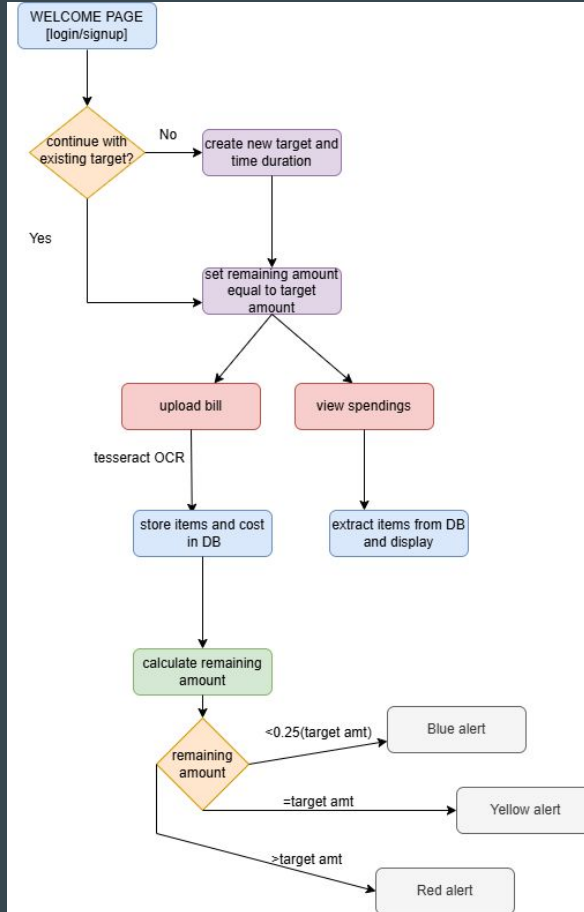 WELCOME PAGE
[login/signup]
continue with
existing target?
No
create new target and
time duration
Yes
set remaining amount
equal to target
amount
upload bill
view spendings
tesseract OCR
store items and cost
in DB
extract items from DB
and display
calculate remaining
amount
remaining
amount
<0.25(target amt)
Blue alert
=target amt
Yellow alert
>target amt
Red alert